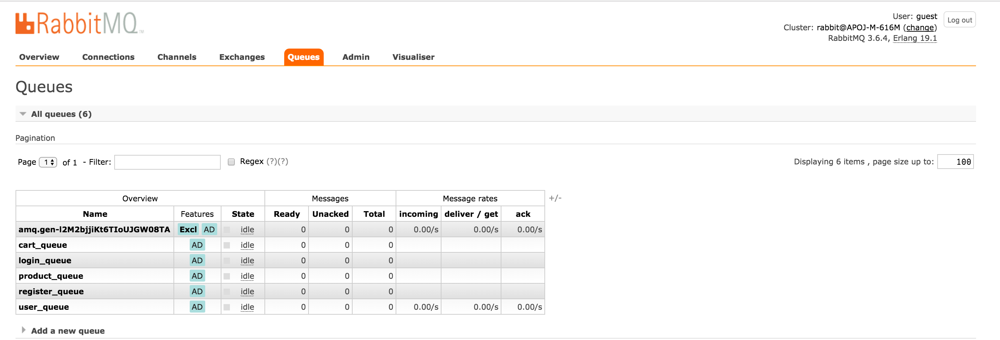 RabbitMQ™
User: guest
Log out
Cluster: rabbit@APOJ-M-616M (change)
RabbitMQ 3.6.4, Erlang 19.1
Overview Connections Channels Exchanges Queues Admin Visualiser
Queues
All queues (6)
Pagination
Page 1 of 1 - Filter: Regex (?)(?) Displaying 6 items , page size up to: 100
Overview Messages Message rates +/-
Name Features State Ready Unacked Total incoming deliver / get ack
amq.gen-l2M2bjjiKt6TIoUJGW08TA Excl AD idle 0 0 0 0.00/s 0.00/s 0.00/s
cart_queue AD idle 0 0 0
login_queue AD idle 0 0 0
product_queue AD idle 0 0 0
register_queue AD idle 0 0 0
user_queue AD idle 0 0 0 0.00/s 0.00/s 0.00/s
Add a new queue